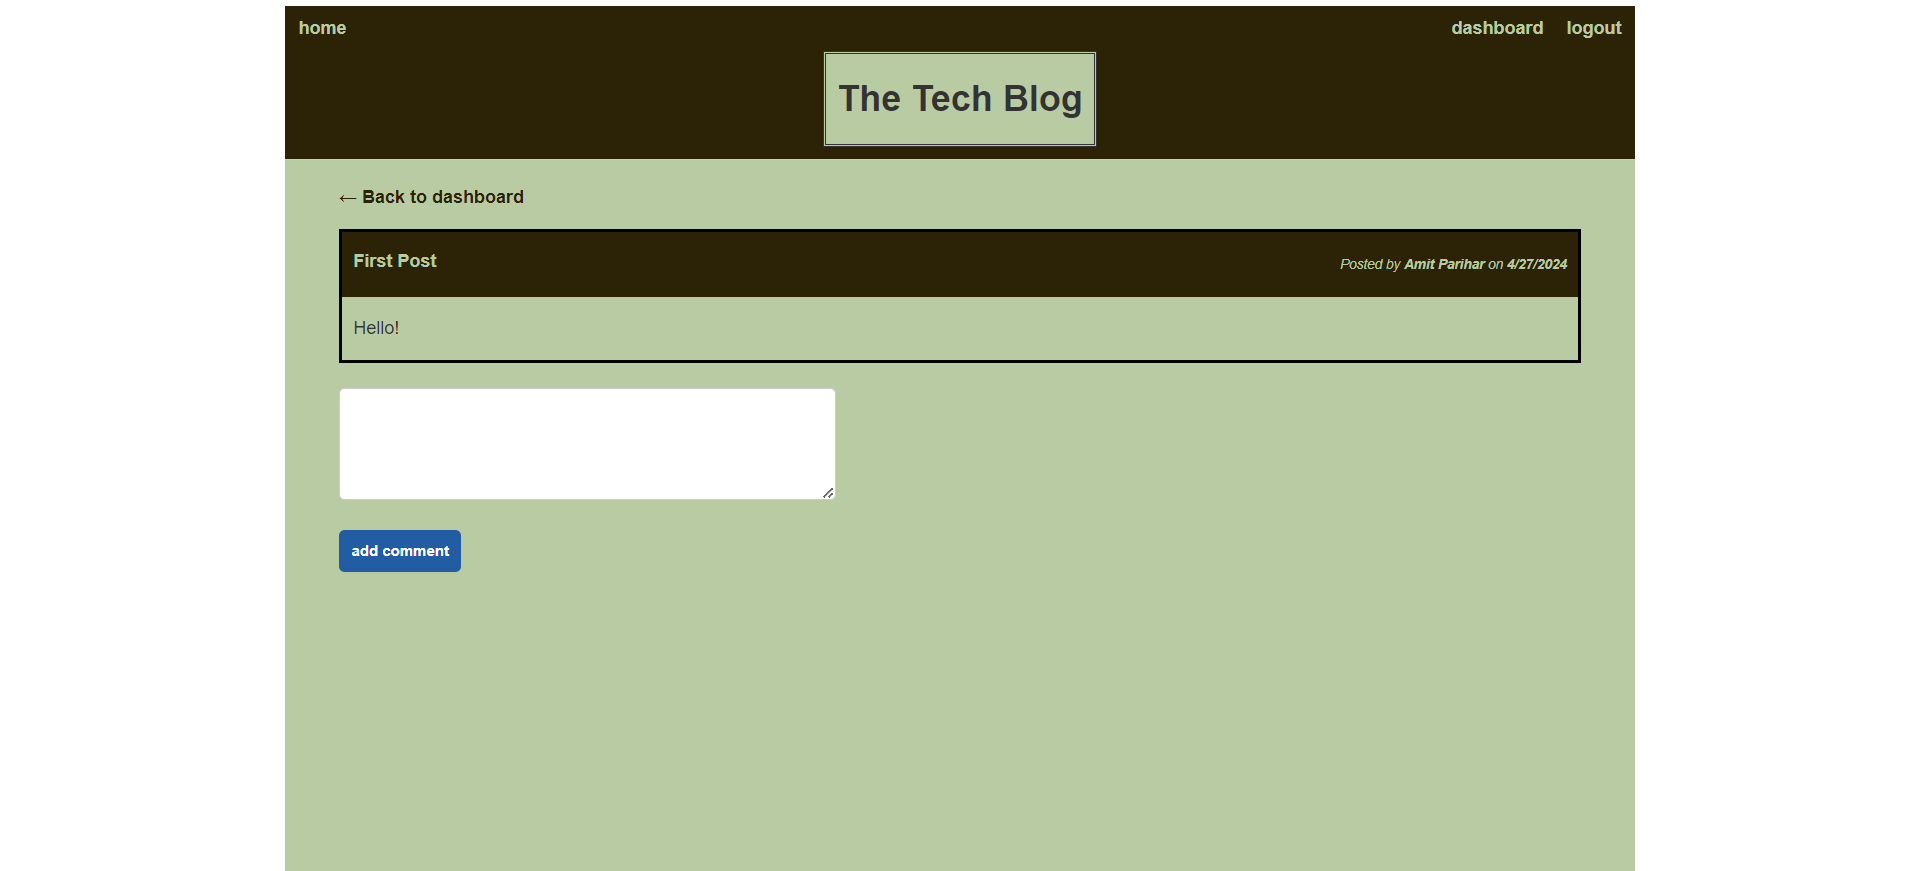 home dashboard logout
The Tech Blog
← Back to dashboard
First Post Posted by Amit Parihar on 4/27/2024
Hello!
add comment